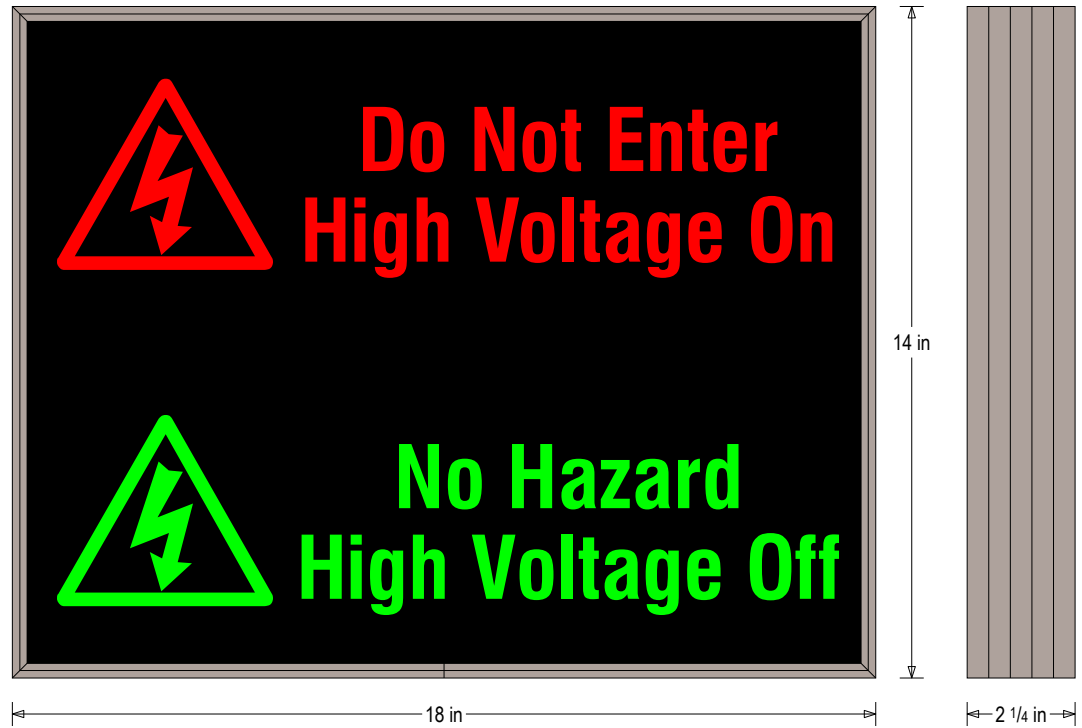 Do Not Enter
High Voltage On
14 in
No Hazard
High Voltage Off
18 in
2 1/4 in